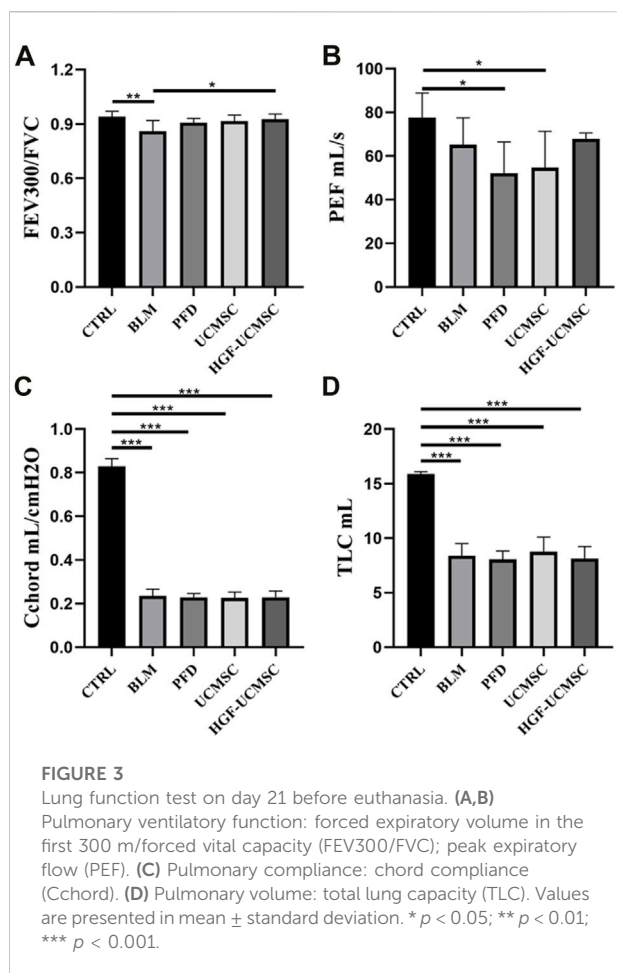 A
1.2
0.9
0.6
0.3
0.0
FEV300/FVC
**
*
CTRL
BLM
PFD
UCMSC
HGF-UCMSC
B
100
80
60
40
20
0
PEF mL/s
*
*
CTRL
BLM
PFD
UCMSC
HGF-UCMSC
C
1.0
0.8
0.6
0.4
0.2
0.0
Cchord mL/cmH2O
***
***
***
***
CTRL
BLM
PFD
UCMSC
HGF-UCMSC
D
20
15
10
5
0
TLC mL
***
***
***
***
CTRL
BLM
PFD
UCMSC
HGF-UCMSC
FIGURE 3
Lung function test on day 21 before euthanasia. (A,B)
Pulmonary ventilatory function: forced expiratory volume in the
first 300 m/forced vital capacity (FEV300/FVC); peak expiratory
flow (PEF). (C) Pulmonary compliance: chord compliance
(Cchord). (D) Pulmonary volume: total lung capacity (TLC). Values
are presented in mean ± standard deviation. * p < 0.05; ** p < 0.01;
*** p < 0.001.